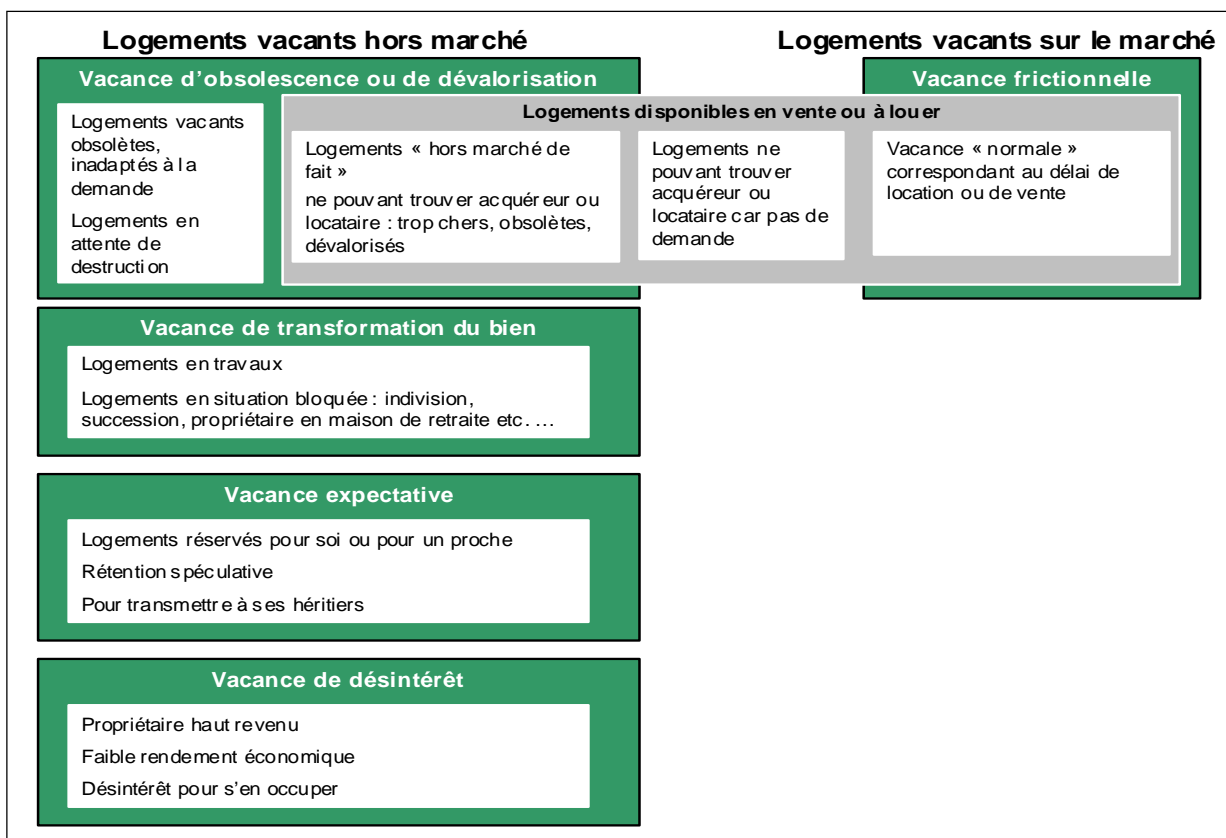 Logements vacants hors marché
Logements vacants sur le marché
Vacance d'obsolescence ou de dévalorisation
Vacance frictionnelle
Logements disponibles en vente ou à louer
Logements vacants
obsolètes,
inadaptés à la
demande
Logements en
attente de
destruction
Logements « hors marché de
fait »
ne pouvant trouver acquéreur ou
locataire : trop chers, obsolètes,
dévalorisés
Logements ne
pouvant trouver
acquéreur ou
locataire car pas de
demande
Vacance « normale »
correspondant au délai de
location ou de vente
Vacance de transformation du bien
Logements en travaux
Logements en situation bloquée : indivision,
succession, propriétaire en maison de retraite etc. …
Vacance expectative
Logements réservés pour soi ou pour un proche
Rétention spéculative
Pour transmettre à ses héritiers
Vacance de désintérêt
Propriétaire haut revenu
Faible rendement économique
Désintérêt pour s'en occuper